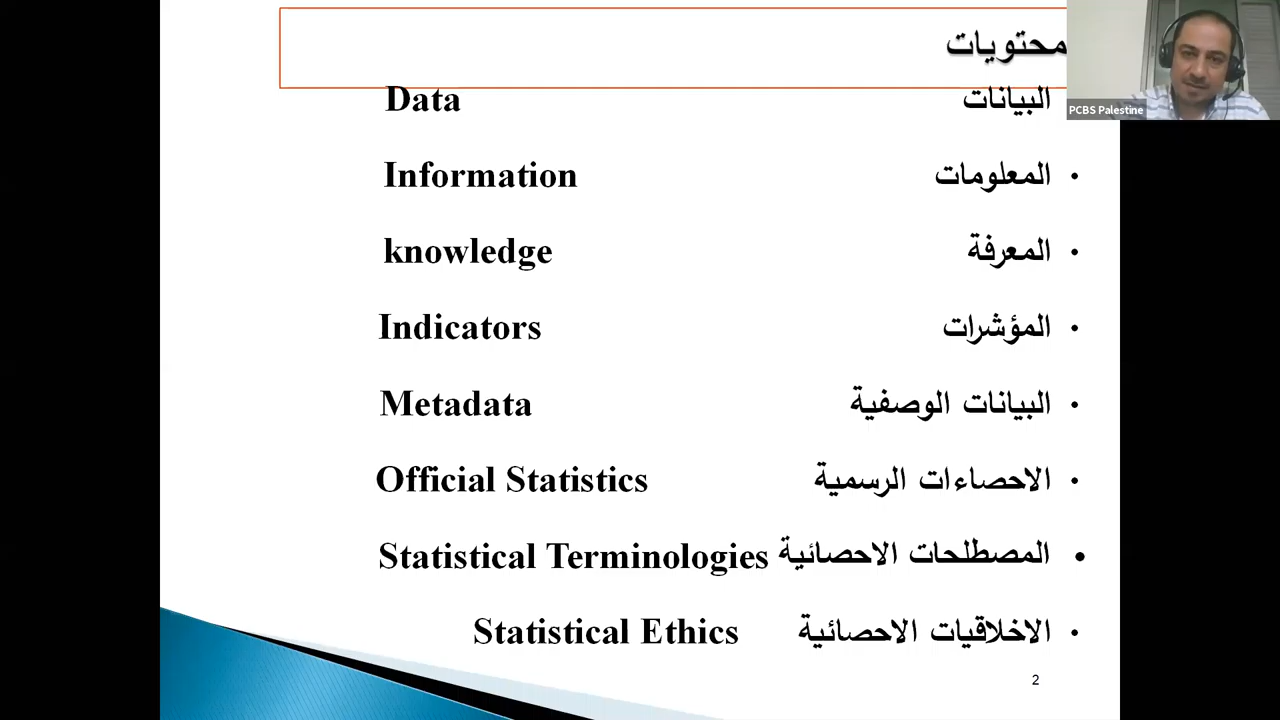 محتويات
البيانات Data
• المعلومات Information
• المعرفة knowledge
• المؤشرات Indicators
• البيانات الوصفية Metadata
• الاحصاءات الرسمية Official Statistics
• المصطلحات الاحصائية Statistical Terminologies
• الاخلاقيات الاحصائية Statistical Ethics
2
PCBS Palestine